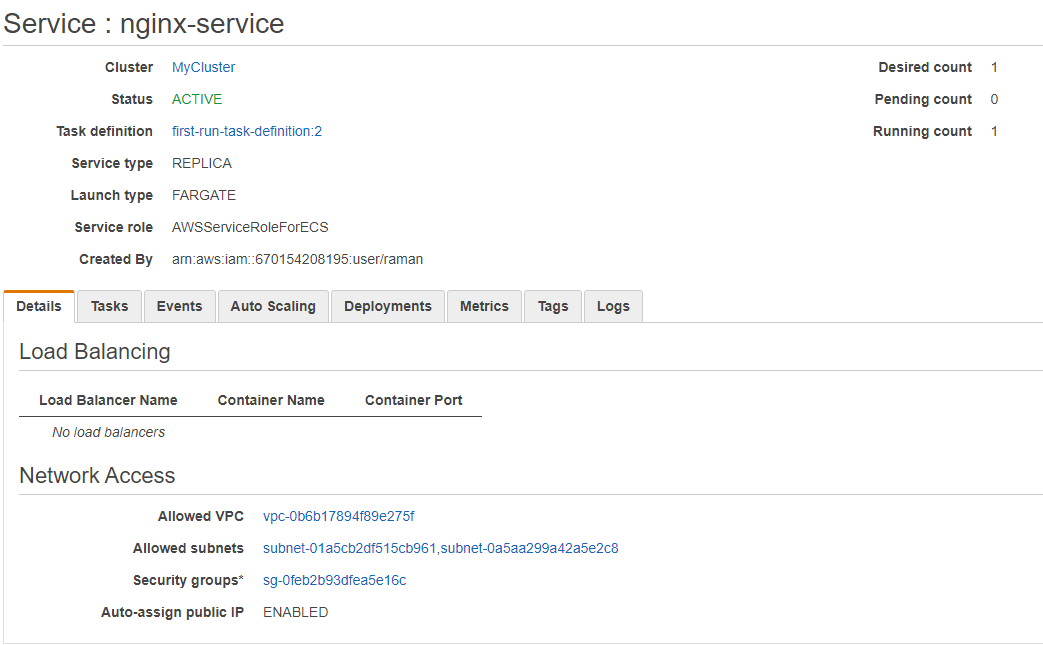 Service : nginx-service
Cluster MyCluster Desired count 1
Status ACTIVE Pending count 0
Task definition first-run-task-definition:2 Running count 1
Service type REPLICA
Launch type FARGATE
Service role AWSServiceRoleForECS
Created By arn:aws:iam::670154208195:user/raman
Details Tasks Events Auto Scaling Deployments Metrics Tags Logs
Load Balancing
Load Balancer Name Container Name Container Port
No load balancers
Network Access
Allowed VPC vpc-0b6b17894f89e275f
Allowed subnets subnet-01a5cb2df515cb961,subnet-0a5aa299a42a5e2c8
Security groups* sg-0feb2b93dfea5e16c
Auto-assign public IP ENABLED